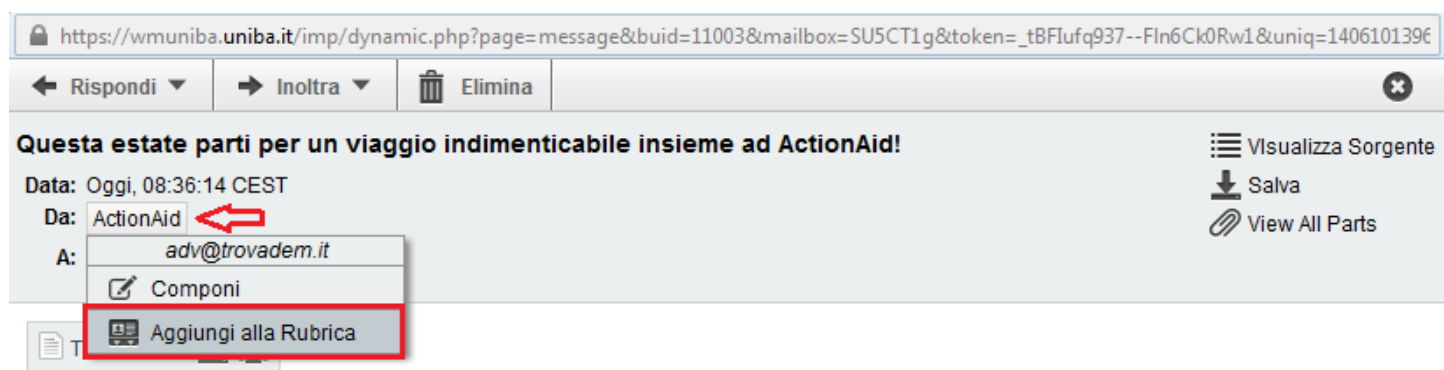 https://wmuniba.uniba.it/imp/dynamic.php?page=message&buid=11003&mailbox=SU5CT1g&token=_tBFIufq937--FIn6Ck0Rw1&uniq=1406101396
Rispondi Inoltra Elimina
Questa estate parti per un viaggio indimenticabile insieme ad ActionAid!
VIsualizza Sorgente
Data: Oggi, 08:36:14 CEST
Salva
Da: ActionAid
View All Parts
A: adv@trovadem.it
Componi
Aggiungi alla Rubrica
T